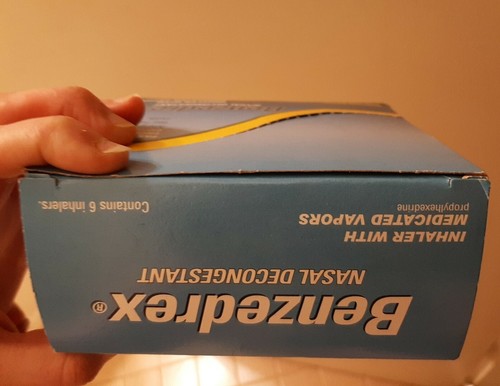 Benzedrex®
NASAL DECONGESTANT
INHALER WITH
MEDICATED VAPORS
propylhexedrine
Contains 6 inhalers.